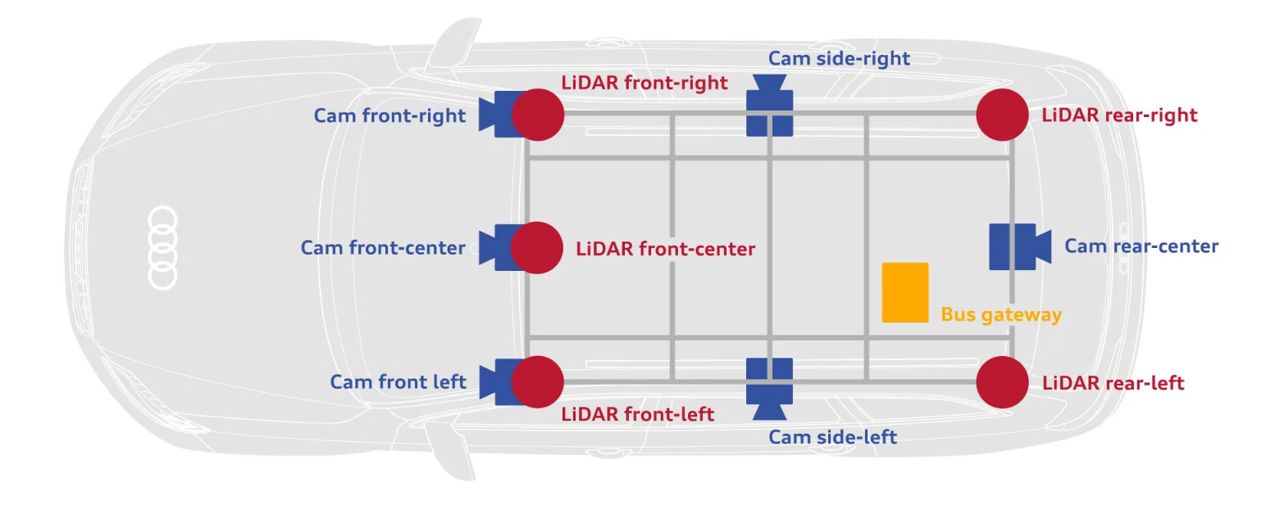 Cam side-right
LiDAR front-right
Cam front-right
LiDAR rear-right
Cam front-center
LiDAR front-center
Cam rear-center
Bus gateway
Cam front left
LiDAR rear-left
LiDAR front-left
Cam side-left